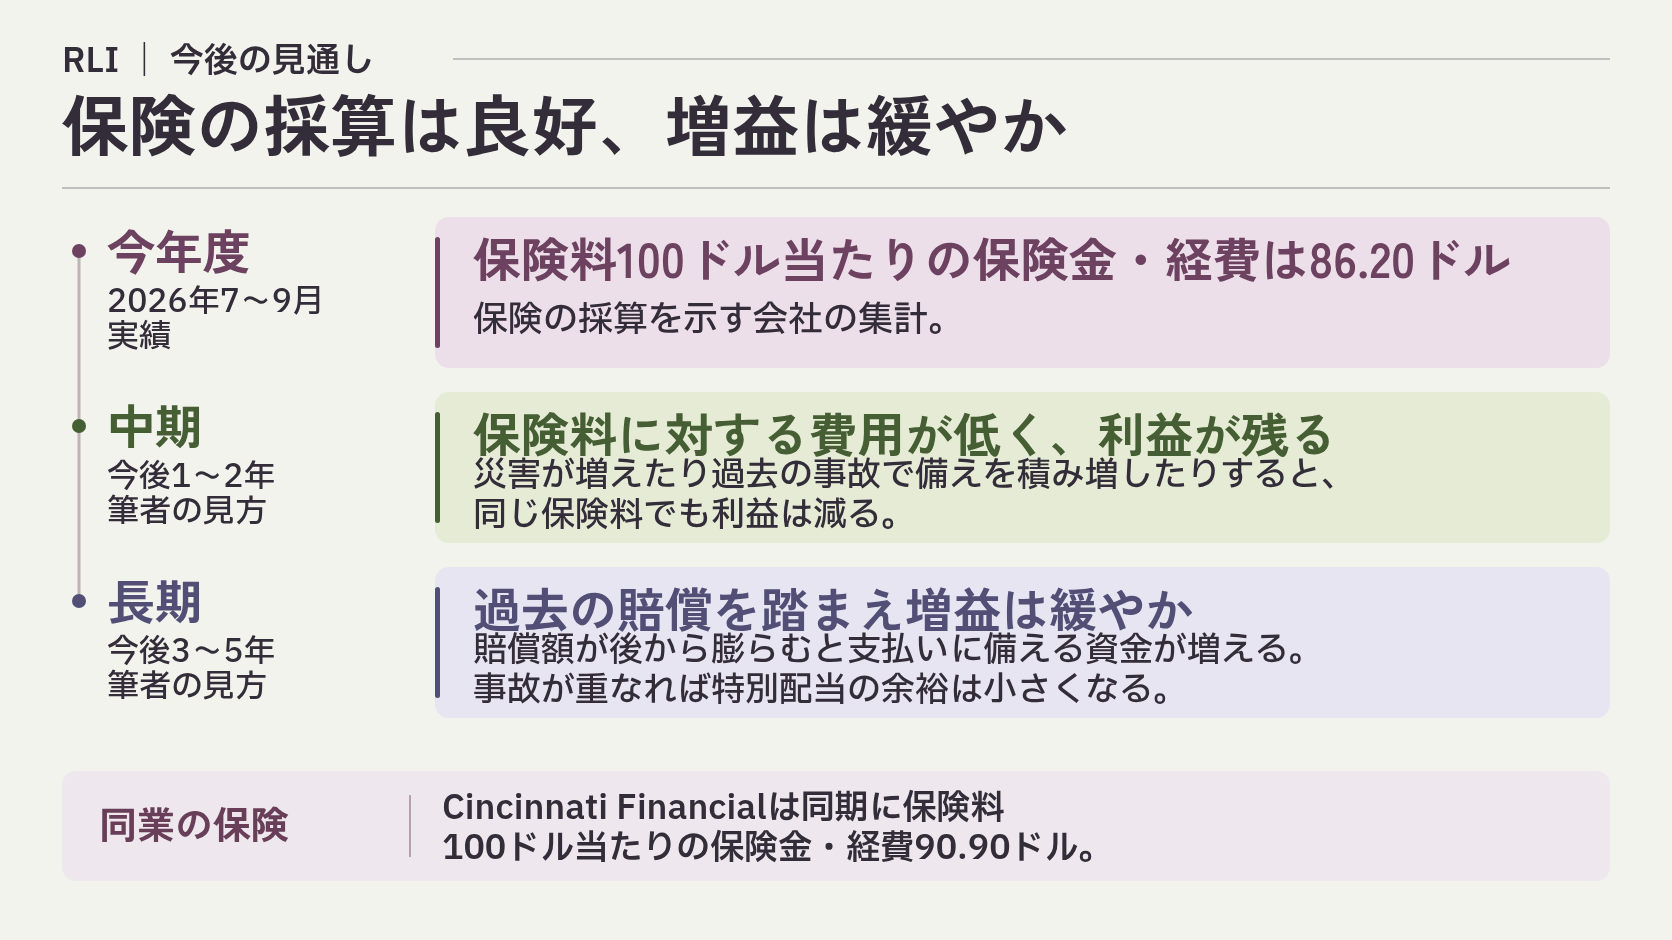 RLI｜今後の見通し
保険の採算は良好、増益は緩やか
今年度
2026年7〜9月
実績
保険料100ドル当たりの保険金・経費は86.20ドル
保険の採算を示す会社の集計。
中期
今後1〜2年
筆者の見方
保険料に対する費用が低く、利益が残る
災害が増えたり過去の事故で備えを積み増したりすると、
同じ保険料でも利益は減る。
長期
今後3〜5年
筆者の見方
過去の賠償を踏まえ増益は緩やか
賠償額が後から膨らむと支払いに備える資金が増える。
事故が重なれば特別配当の余裕は小さくなる。
同業の保険
Cincinnati Financialは同期に保険料
100ドル当たりの保険金・経費90.90ドル。